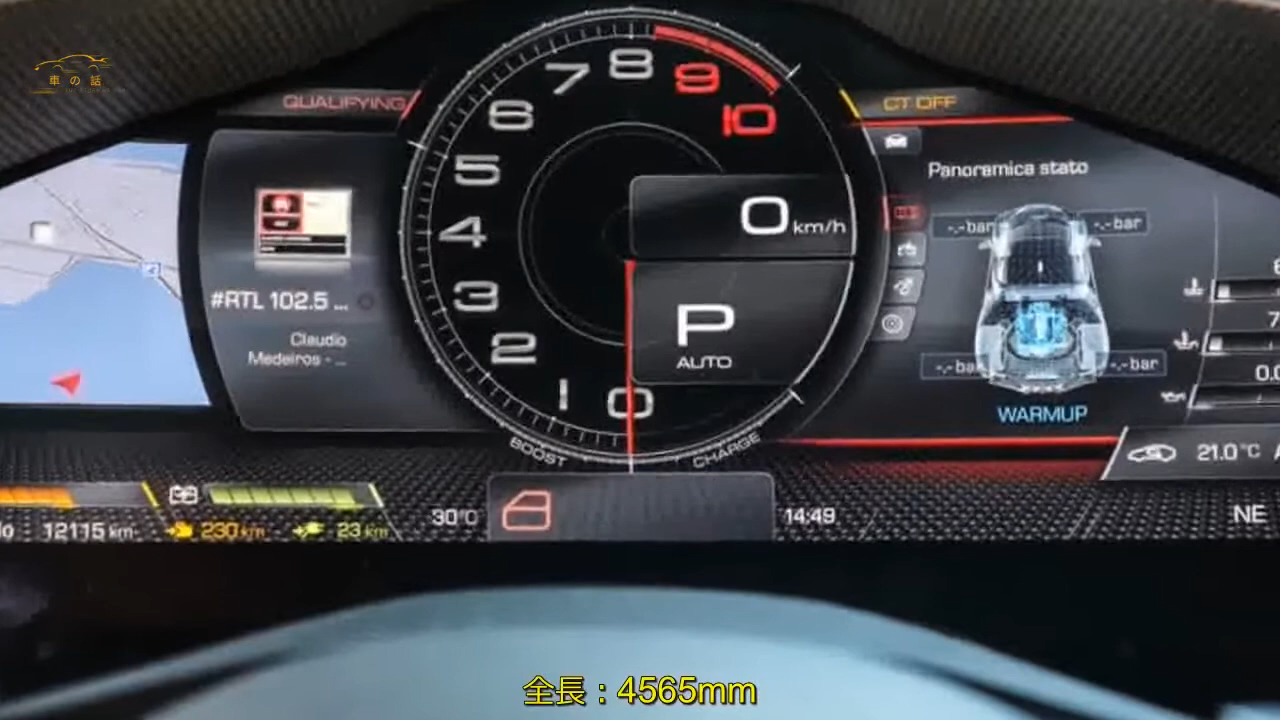 車の話
QUALIFYING
CT OFF
8
7
9
6
10
5
4
3
2
1
0
Panoramica stato
-.-bar
-.-bar
0 km/h
#RTL 102.5 ...
Claudio
Medeiros - ...
P
AUTO
-.-bar
-.-bar
WARMUP
BOOST
CHARGE
21.0°C
12115 km
230 km
23 km
30°C
14:49
NE
全長：4565mm